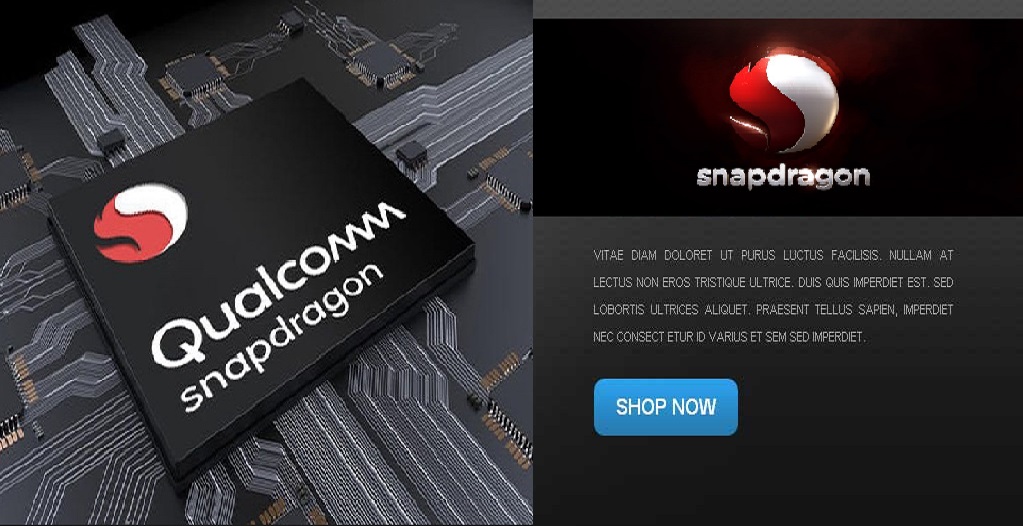 Qualcomm
snapdragon
snapdragon
VITAE DIAM DOLORET UT PURUS LUCTUS FACILISIS. NULLAM AT
LECTUS NON EROS TRISTIQUE ULTRICE. DUIS QUIS IMPERDIET EST. SED
LOBORTIS ULTRICES ALIQUET. PRAESENT TELLUS SAPIEN, IMPERDIET
NEC CONSECT ETUR ID VARIUS ET SEM SED IMPERDIET.
SHOP NOW